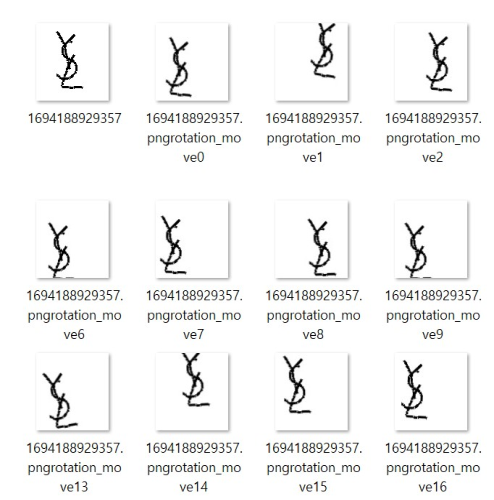 1694188929357
1694188929357.
pngrotation_mo
ve0
1694188929357.
pngrotation_mo
ve1
1694188929357.
pngrotation_mo
ve2
1694188929357.
pngrotation_mo
ve6
1694188929357.
pngrotation_mo
ve7
1694188929357.
pngrotation_mo
ve8
1694188929357.
pngrotation_mo
ve9
1694188929357.
pngrotation_mo
ve13
1694188929357.
pngrotation_mo
ve14
1694188929357.
pngrotation_mo
ve15
1694188929357.
pngrotation_mo
ve16